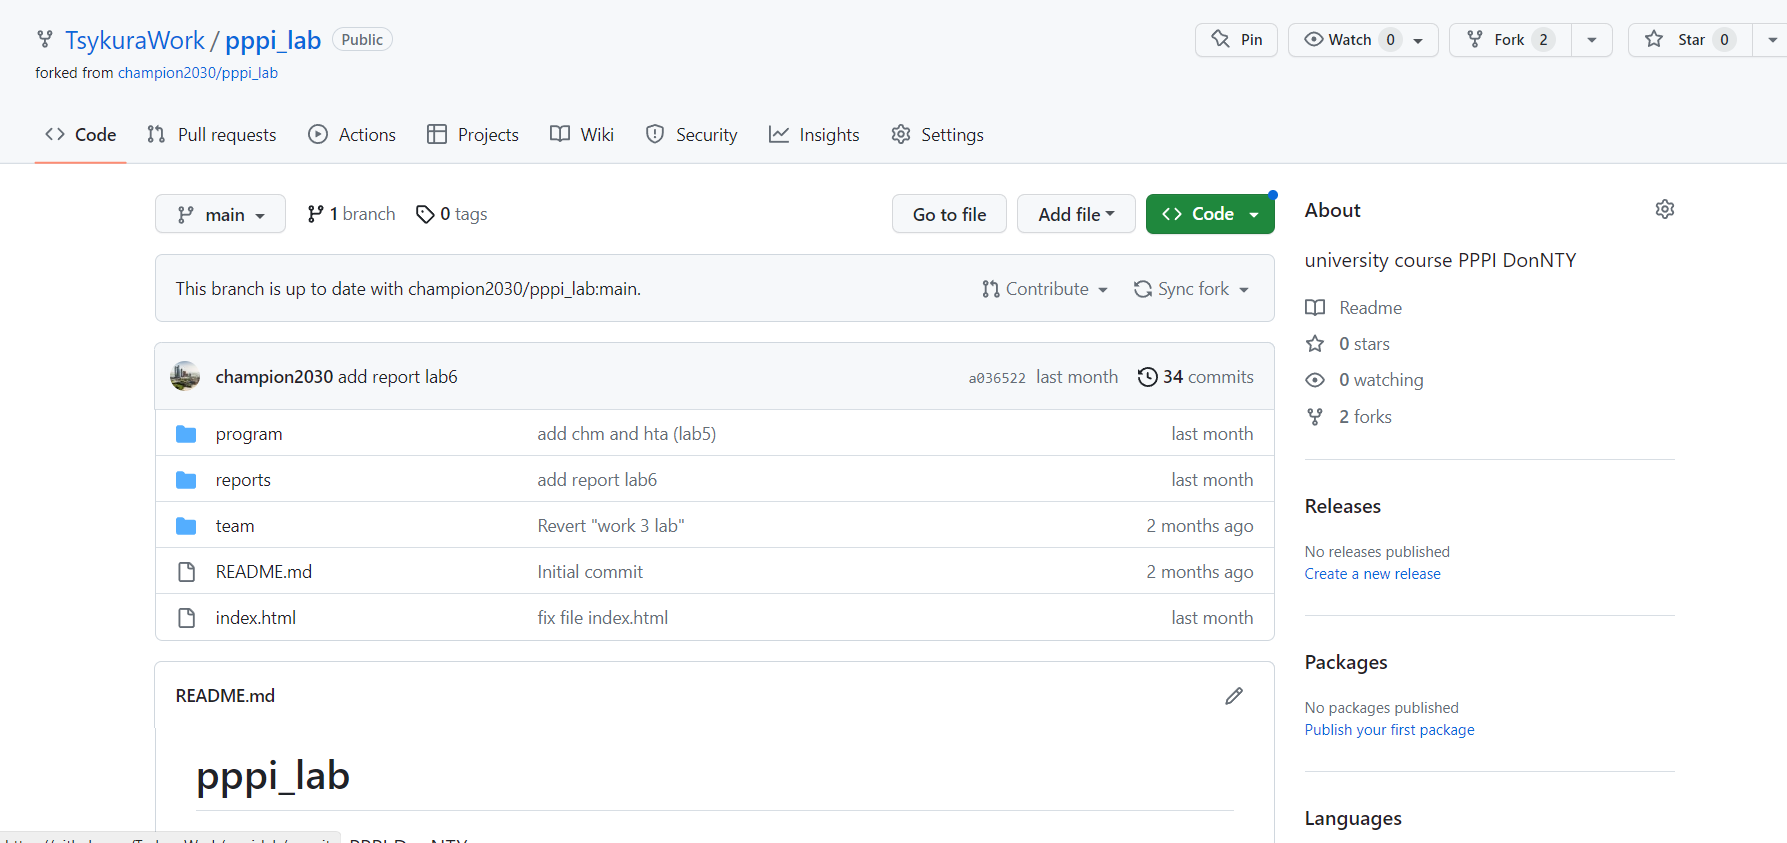 TsykuraWork / pppi_lab Public
Pin Watch 0 Fork 2 Star 0
forked from champion2030/pppi_lab
Code Pull requests Actions Projects Wiki Security Insights Settings
main 1 branch 0 tags Go to file Add file Code
This branch is up to date with champion2030/pppi_lab:main. Contribute Sync fork
champion2030 add report lab6 a036522 last month 34 commits
program add chm and hta (lab5) last month
reports add report lab6 last month
team Revert "work 3 lab" 2 months ago
README.md Initial commit 2 months ago
index.html fix file index.html last month
README.md
pppi_lab
About
university course PPPI DonNTY
Readme
0 stars
0 watching
2 forks
Releases
No releases published
Create a new release
Packages
No packages published
Publish your first package
Languages